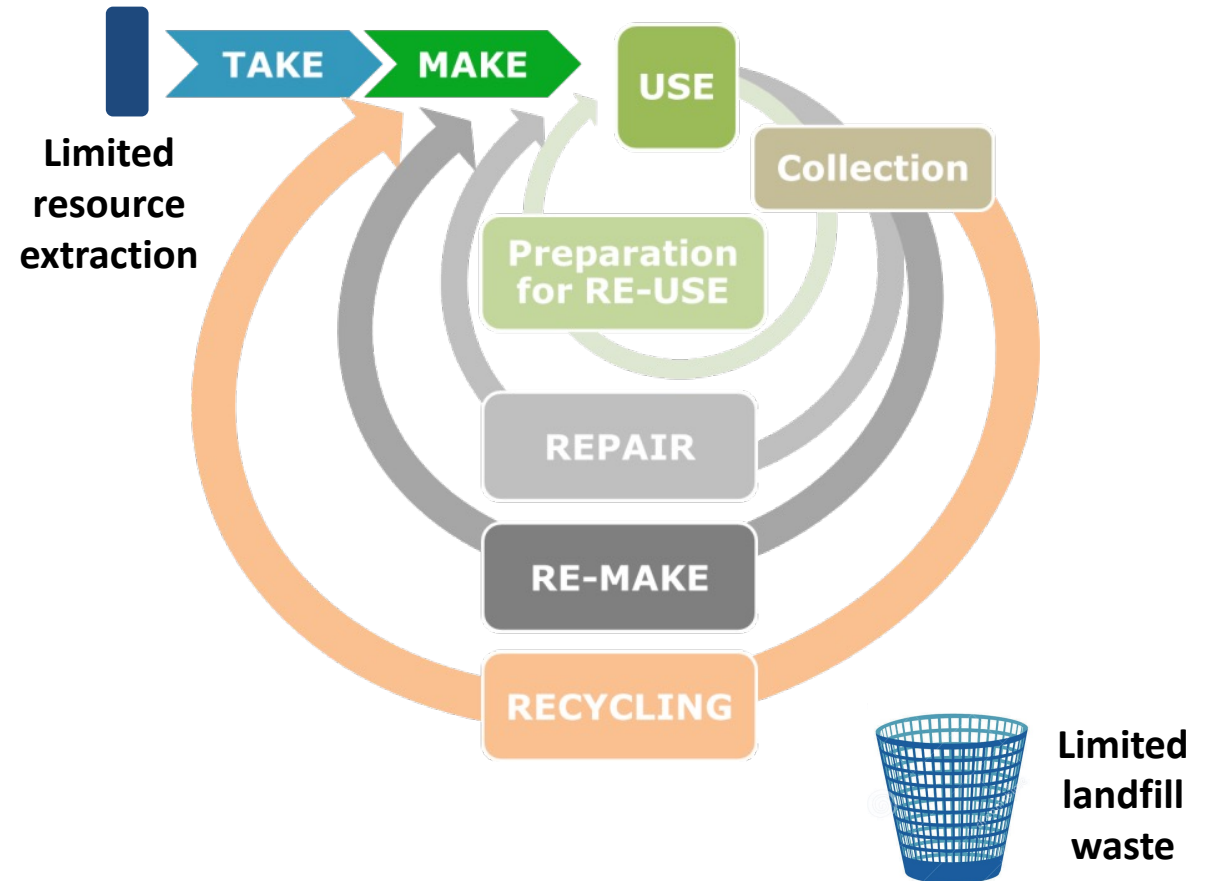 TAKE
MAKE
USE
Limited
resource
extraction
Collection
Preparation
for RE-USE
REPAIR
RE-MAKE
RECYCLING
Limited
landfill
waste